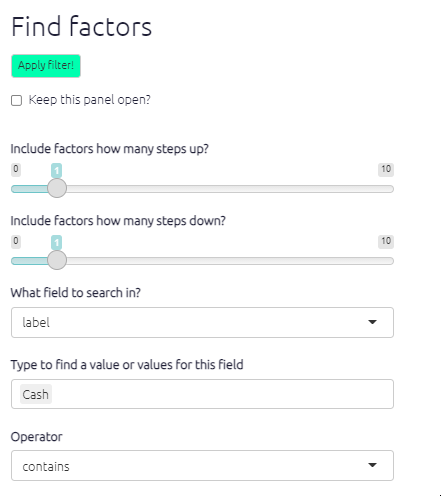 Find factors
Apply filter!
Keep this panel open?
Include factors how many steps up?
0 1 10
Include factors how many steps down?
0 1 10
What field to search in?
label
Type to find a value or values for this field
Cash
Operator
contains